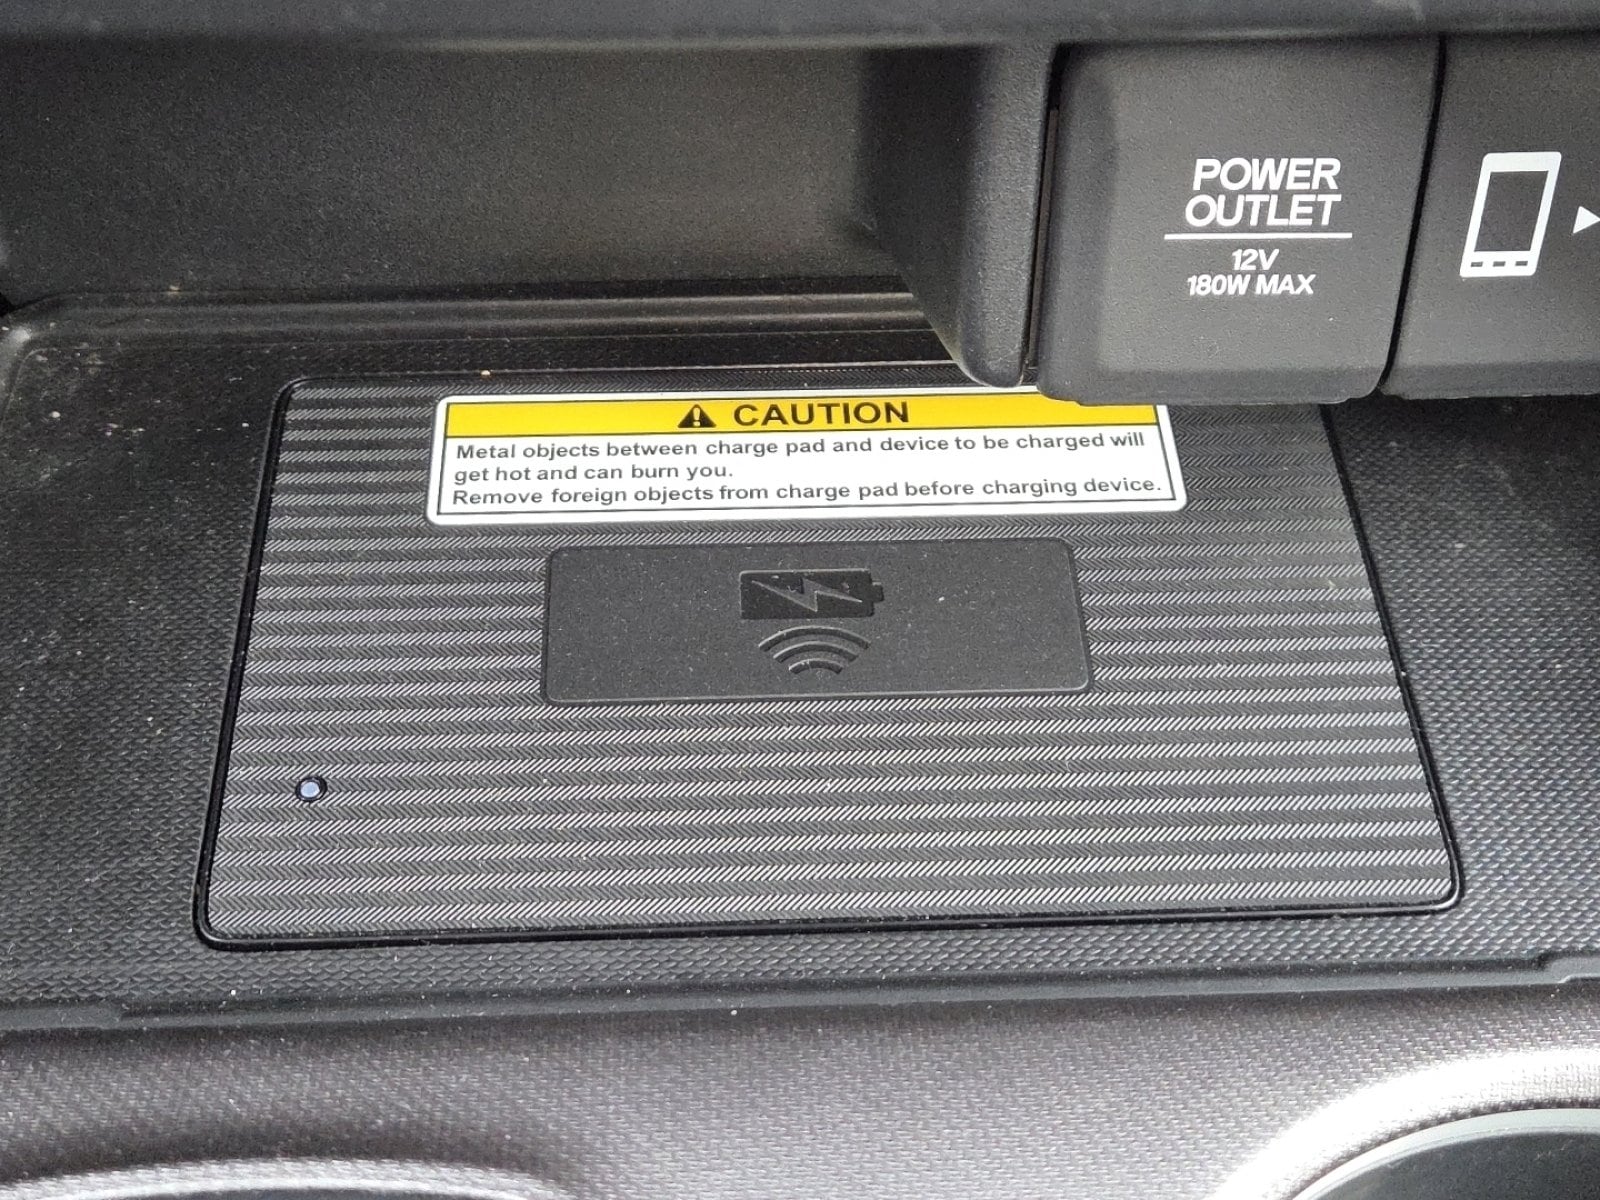 POWER
OUTLET
12V
180W MAX
CAUTION
Metal objects between charge pad and device to be charged will
get hot and can burn you.
Remove foreign objects from charge pad before charging device.